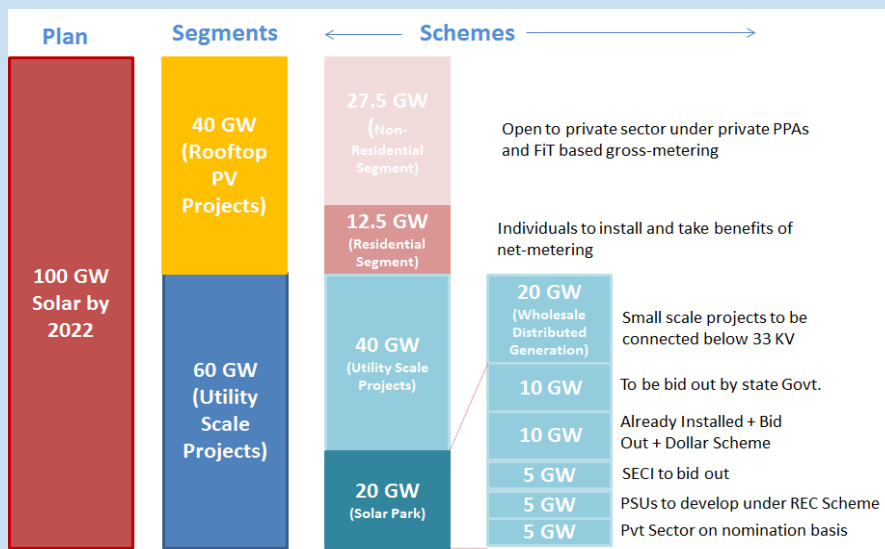 Plan
Segments
Schemes
100 GW
Solar by
2022
40 GW
(Rooftop
PV
Projects)
60 GW
(Utility
Scale
Projects)
27.5 GW
(Non-
Residential
Segment)
Open to private sector under private PPAs
and FiT based gross-metering
12.5 GW
(Residential
Segment)
Individuals to install and take benefits of
net-metering
40 GW
(Utility Scale
Projects)
20 GW
(Solar Park)
20 GW
(Wholesale
Distributed
Generation)
Small scale projects to be
connected below 33 KV
10 GW
To be bid out by state Govt.
10 GW
Already Installed + Bid
Out + Dollar Scheme
5 GW
SECI to bid out
5 GW
PSUs to develop under REC Scheme
5 GW
Pvt Sector on nomination basis